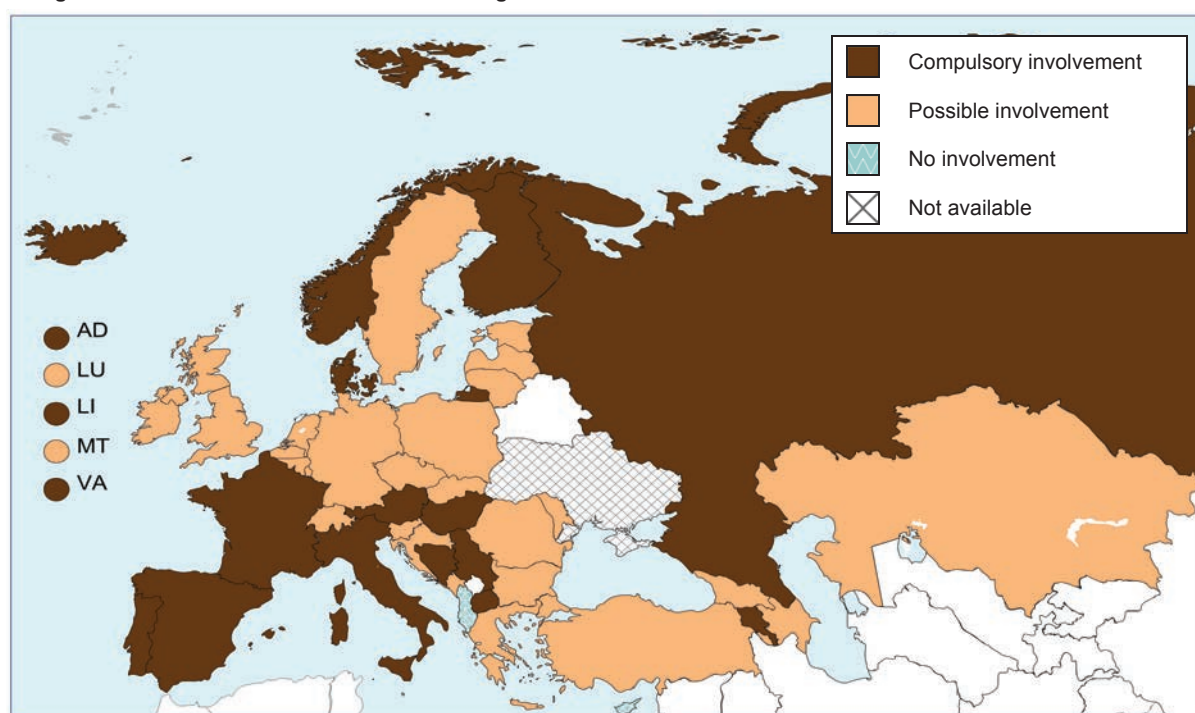 Compulsory involvement
Possible involvement
No involvement
Not available
AD
LU
LI
MT
VA